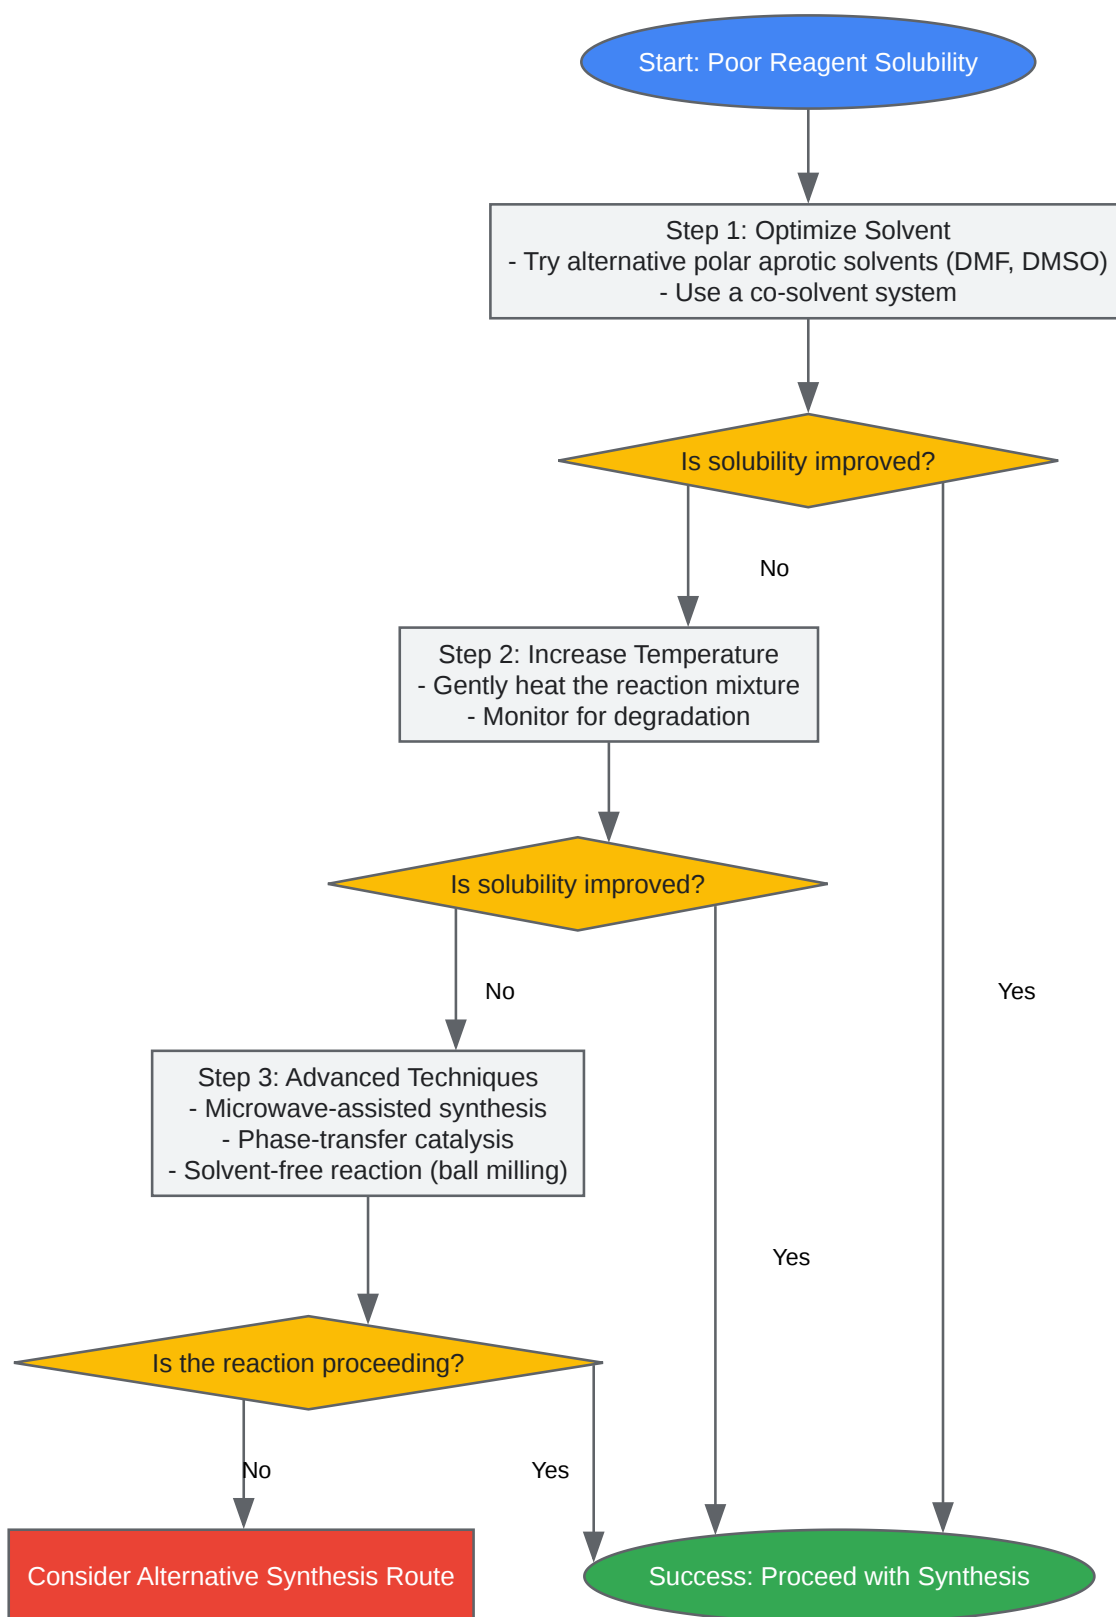 Start: Poor Reagent Solubility
Step 1: Optimize Solvent
- Try alternative polar aprotic solvents (DMF, DMSO)
- Use a co-solvent system
Is solubility improved?
No
Step 2: Increase Temperature
- Gently heat the reaction mixture
- Monitor for degradation
Is solubility improved?
No
Yes
Step 3: Advanced Techniques
- Microwave-assisted synthesis
- Phase-transfer catalysis
- Solvent-free reaction (ball milling)
Yes
Is the reaction proceeding?
No
Yes
Consider Alternative Synthesis Route
Success: Proceed with Synthesis